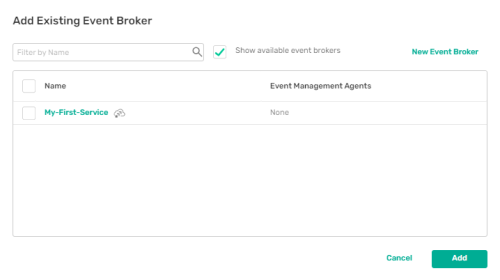 Add Existing Event Broker
Filter by Name
Show available event brokers
New Event Broker
Name Event Management Agents
My-First-Service None
Cancel Add